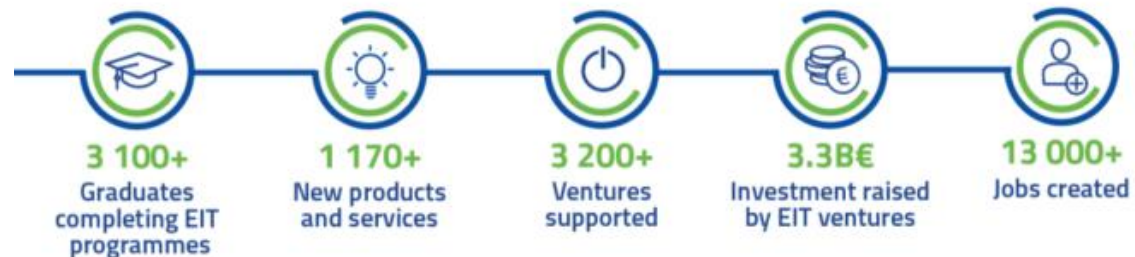 3 100+
Graduates
completing EIT
programmes
1 170+
New products
and services
3 200+
Ventures
supported
€
3.3B€
Investment raised
by EIT ventures
13 000+
Jobs created